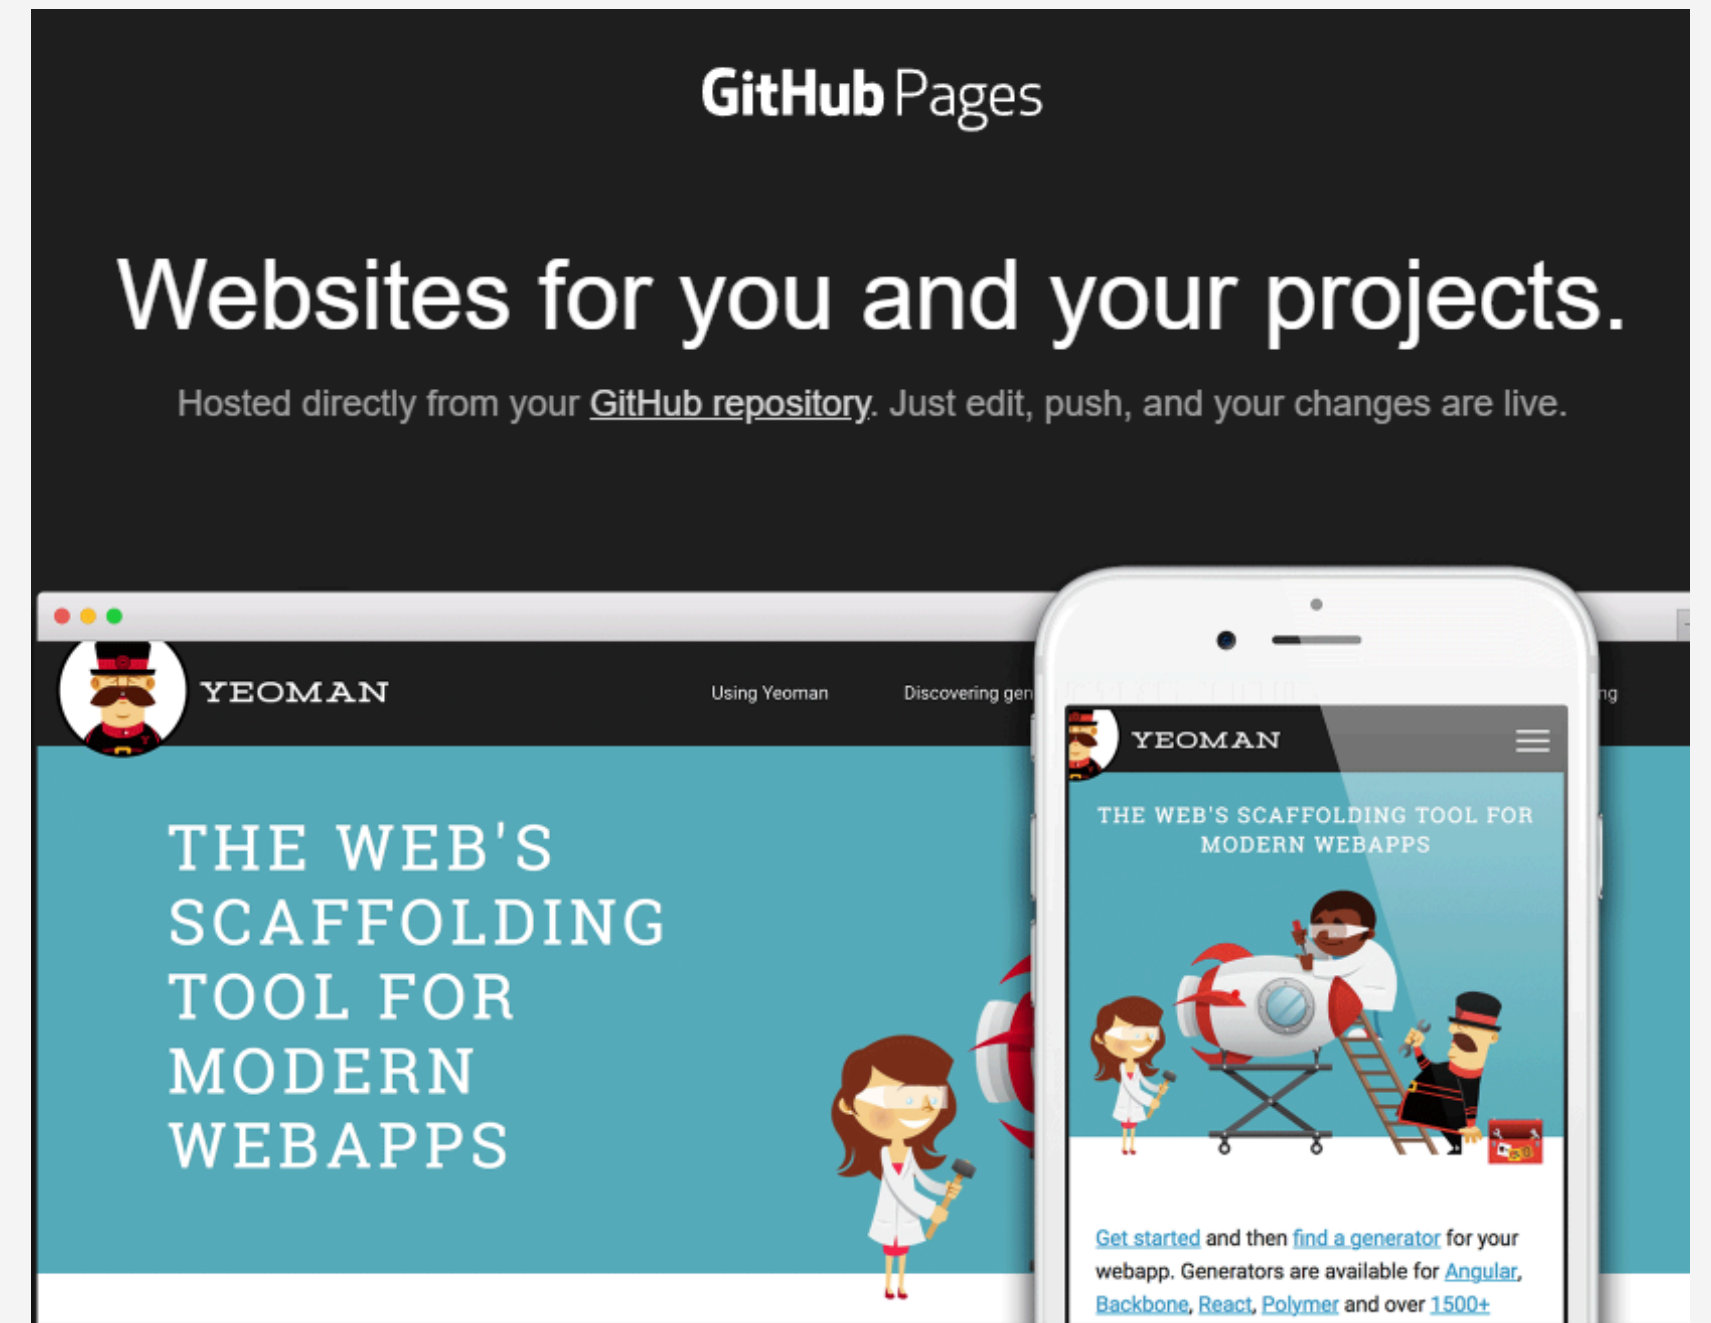 GitHub Pages
Websites for you and your projects.
Hosted directly from your GitHub repository. Just edit, push, and your changes are live.
YEOMAN
Using Yeoman
Discovering gen
ng
THE WEB'S
SCAFFOLDING
TOOL FOR
MODERN
WEBAPPS
YEOMAN
THE WEB'S SCAFFOLDING TOOL FOR
MODERN WEBAPPS
Get started and then find a generator for your
webapp. Generators are available for Angular,
Backbone, React, Polymer and over 1500+